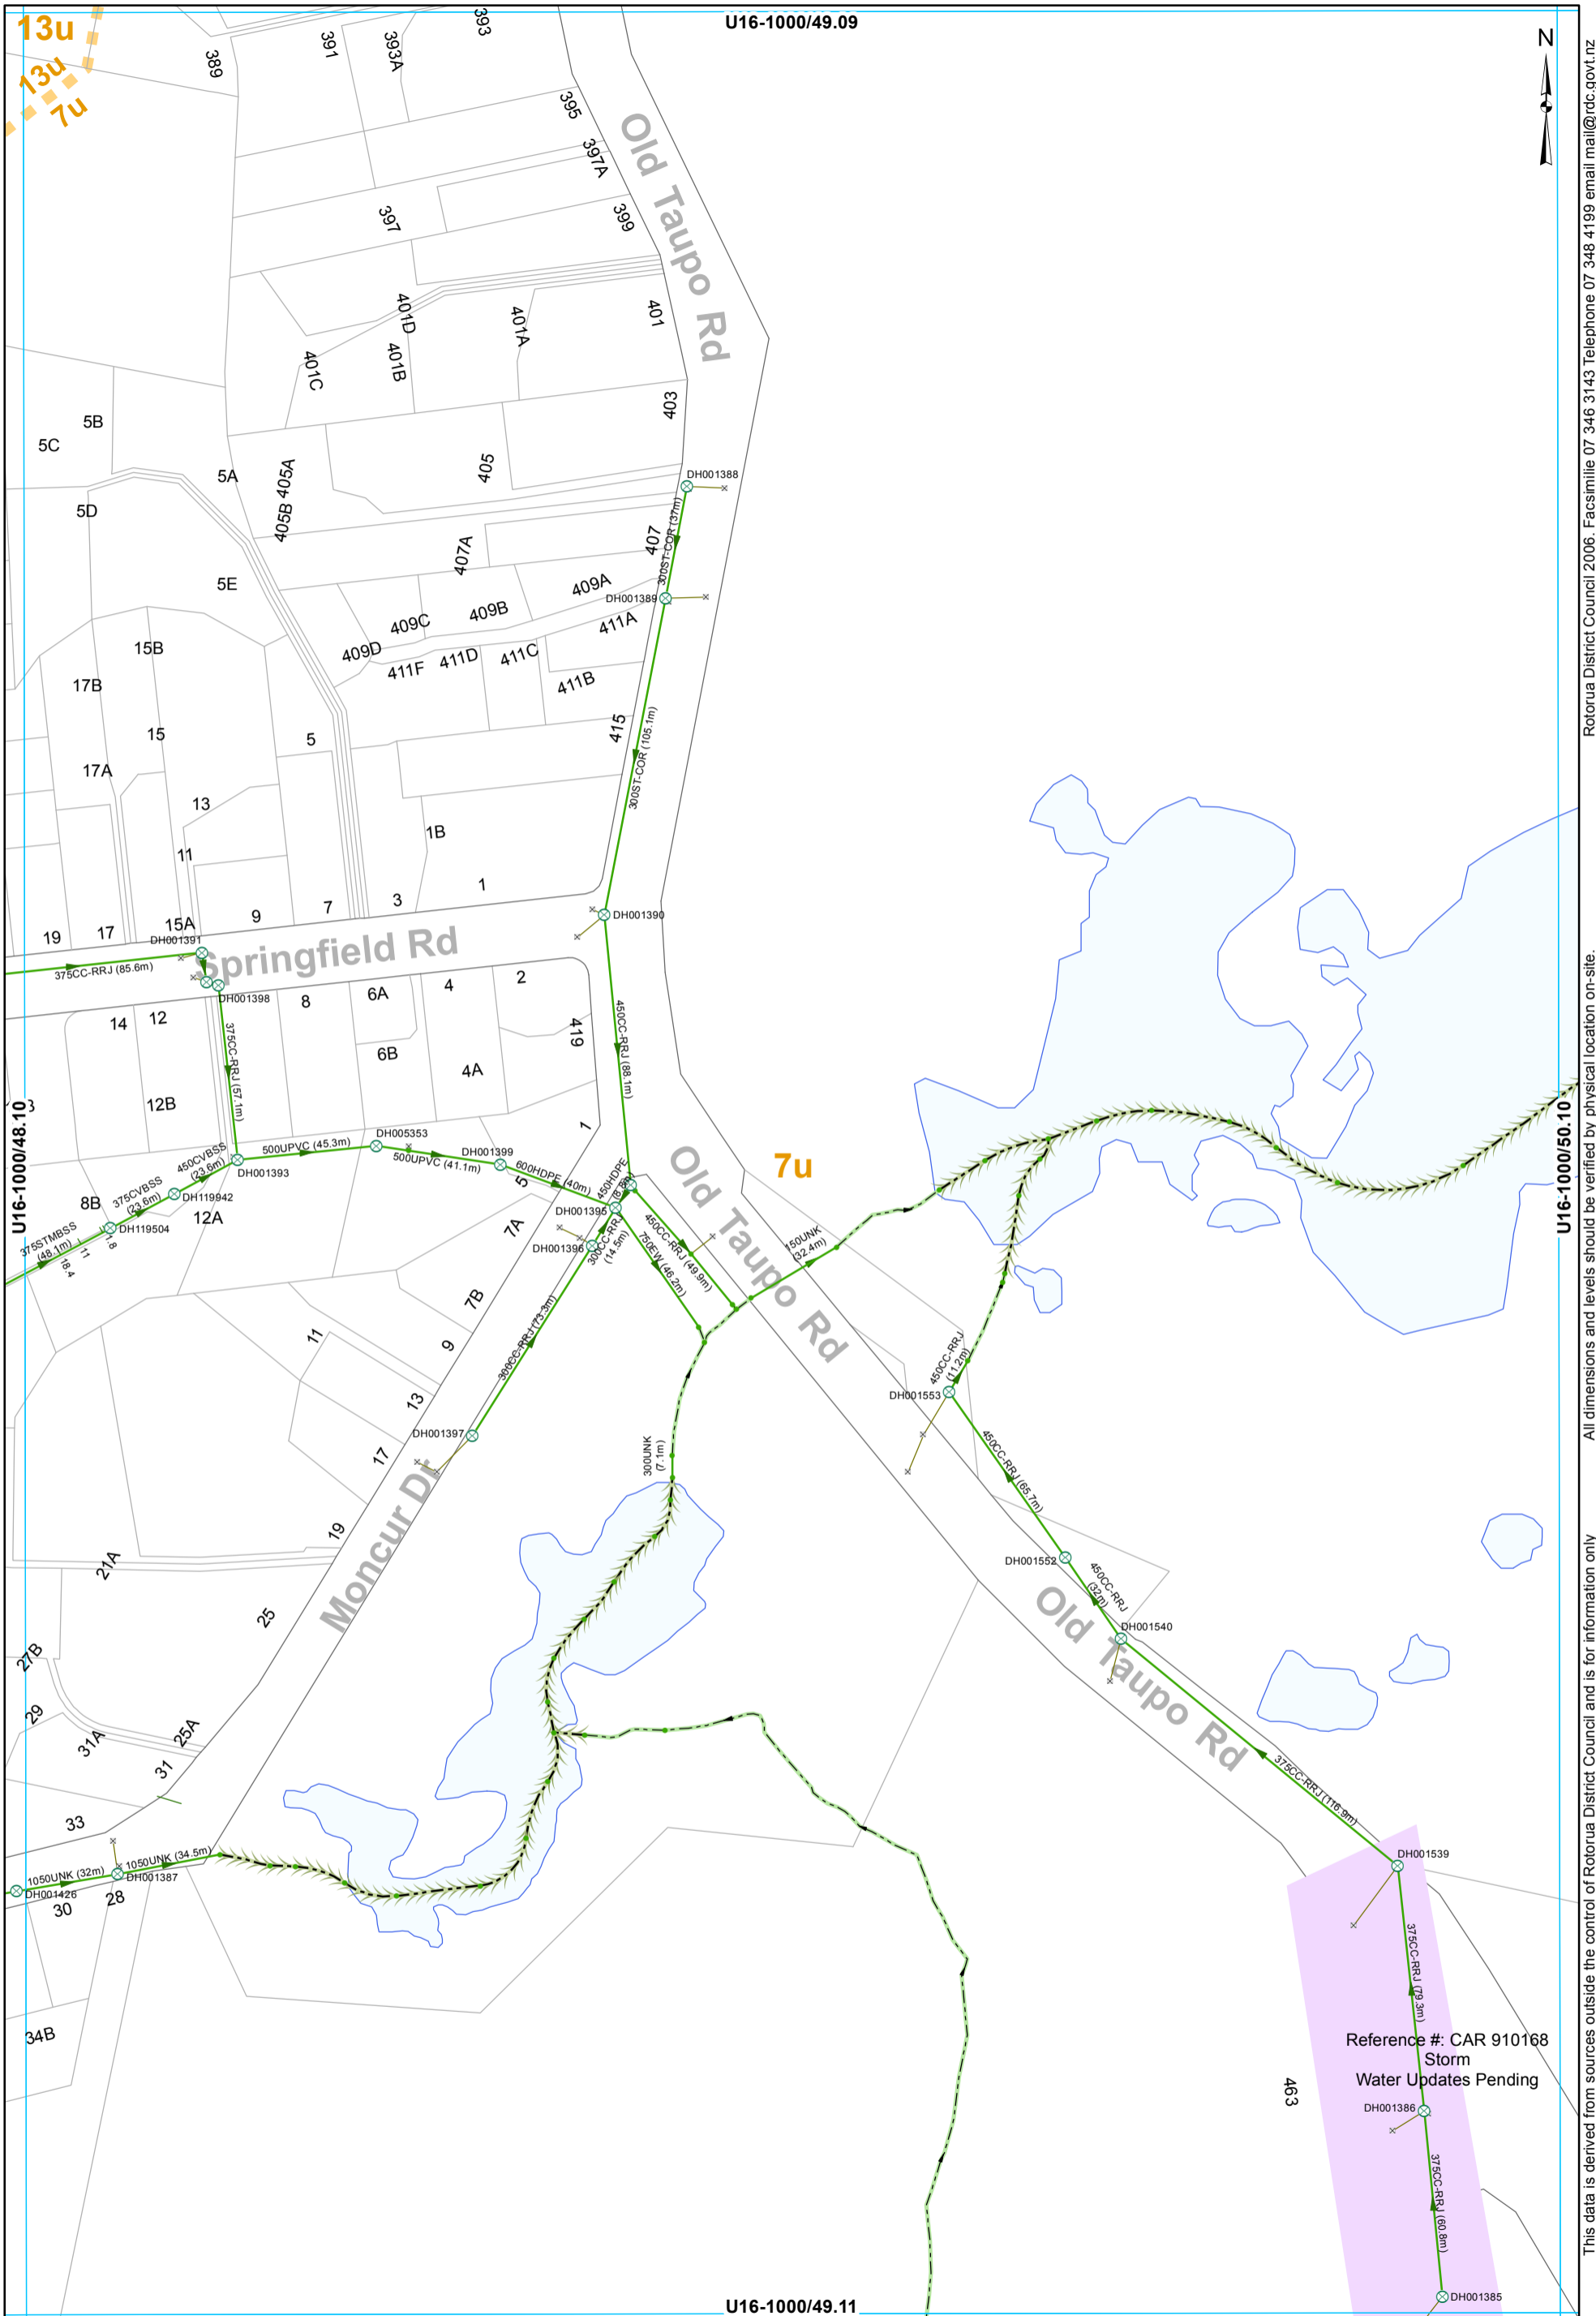 U16-1000/49.09
13u
13u
7u
N
389
391
393A
393
395
397A
397
399
Old Taupo Rd
401D
401A
401
401C
401B
403
5B
5C
5A
405A
405
405B
DH001388
5D
407
300ST-COR (37m)
407A
5E
409A
DH001389
409B
409C
411A
409D
411F
411D
411C
411B
15B
17B
15
5
415
300ST-COR (105.1m)
17A
13
1B
11
1
3
7
9
15A
17
19
DH001390
DH001391
Springfield Rd
375CC-RRJ (85.6m)
DH001398
14
12
8
6A
4
2
419
450CC-RRJ (88.1m)
6B
4A
375CC-RRJ (57.1m)
12B
U16-1000/48.10
U16-1000/50.10
1
DH005353
500UPVC (45.3m)
DH001399
450CVBSS
(23.6m)
DH001393
500UPVC (41.1m)
600HDPE (40m)
450HDPE
Old Taupo Rd
7u
375CVBSS
(23.6m)
DH119942
5
8B
12A
DH001395
DH119504
375STMBSS
(48.1m)
11
1.8
18.4
7A
DH001396
300CC-RRJ
(14.5m)
450CC-RRJ (49.9m)
750EW (46.2m)
450UNK
(32.4m)
7B
11
9
300CC-RRJ (73.3m)
13
450CC-RRJ
(11.2m)
DH001553
DH001397
17
300UNK
(7.1m)
450CC-RRJ (65.7m)
19
Moncur Dr
21A
DH001552
450CC-RRJ
(32m)
25
Old Taupo Rd
DH001540
27B
29
31A
25A
31
375CC-RRJ (116.9m)
33
1050UNK (32m)
1050UNK (34.5m)
DH001387
DH001426
28
30
DH001539
375CC-RRJ (79.3m)
34B
Reference #: CAR 910168
Storm
Water Updates Pending
463
DH001386
375CC-RRJ (60.8m)
DH001385
U16-1000/49.11
Rotorua District Council 2006. Facsimilie 07 346 3143 Telephone 07 348 4199 email mail@rdc.govt.nz
All dimensions and levels should be verified by physical location on-site.
This data is derived from sources outside the control of Rotorua District Council and is for information only